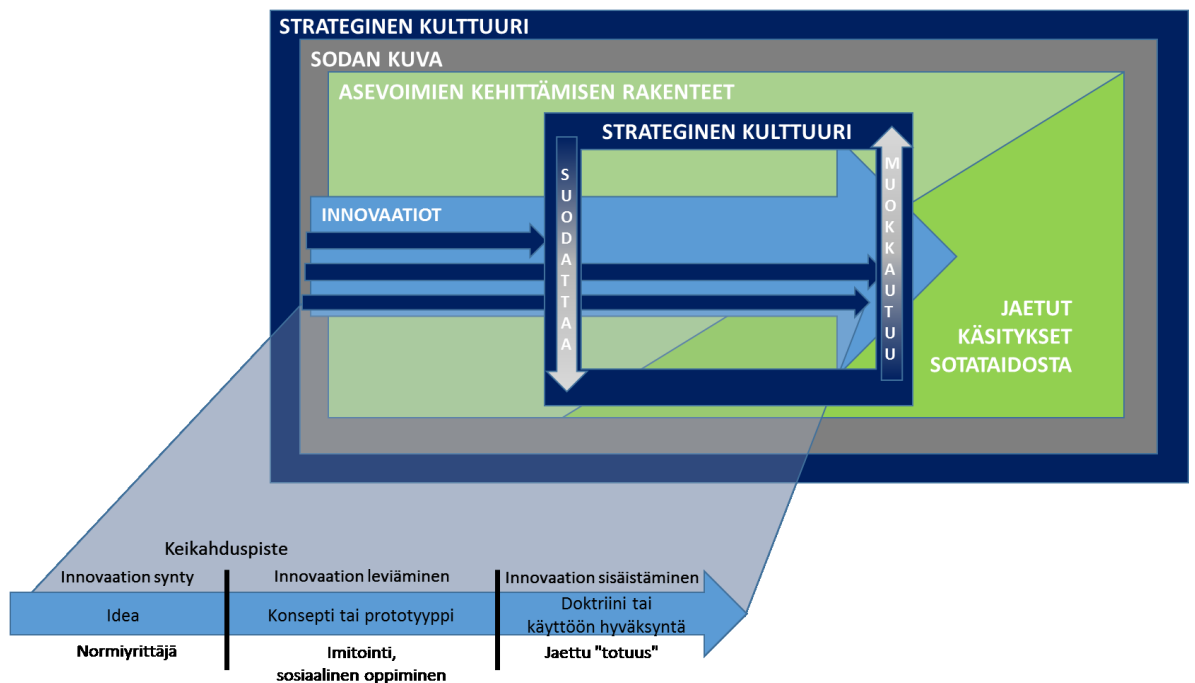 STRATEGINEN KULTTUURI
SODAN KUVA
ASEVOIMIEN KEHITTÄMISEN RAKENTEET
STRATEGINEN KULTTUURI
SUODATTAA
MUOKKAUTUU
INNOVAATIOT
JAETUT
KÄSITYKSET
SOTATAIDOSTA
Keikahduspiste
Innovaation synty
Innovaation leviäminen
Innovaation sisäistäminen
Idea
Konsepti tai prototyyppi
Doktriini tai
käyttöön hyväksyntä
Normiyrittäjä
Imitointi,
sosiaalinen oppiminen
Jaettu "totuus"